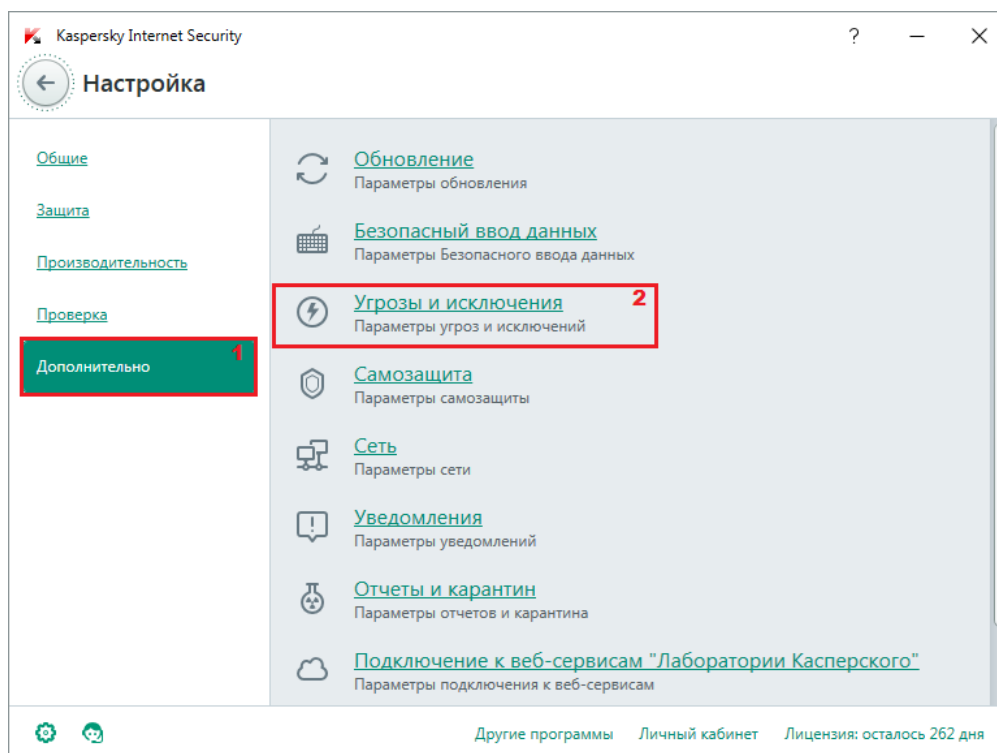 Kaspersky Internet Security
?
Настройка
Общие
Защита
Производительность
Проверка
Дополнительно
1
Обновление
Параметры обновления
Безопасный ввод данных
Параметры Безопасного ввода данных
Угрозы и исключения
2
Параметры угроз и исключений
Самозащита
Параметры самозащиты
Сеть
Параметры сети
Уведомления
Параметры уведомлений
Отчеты и карантин
Параметры отчетов и карантина
Подключение к веб-сервисам "Лаборатории Касперского"
Параметры подключения к веб-сервисам
Другие программы Личный кабинет Лицензия: осталось 262 дня